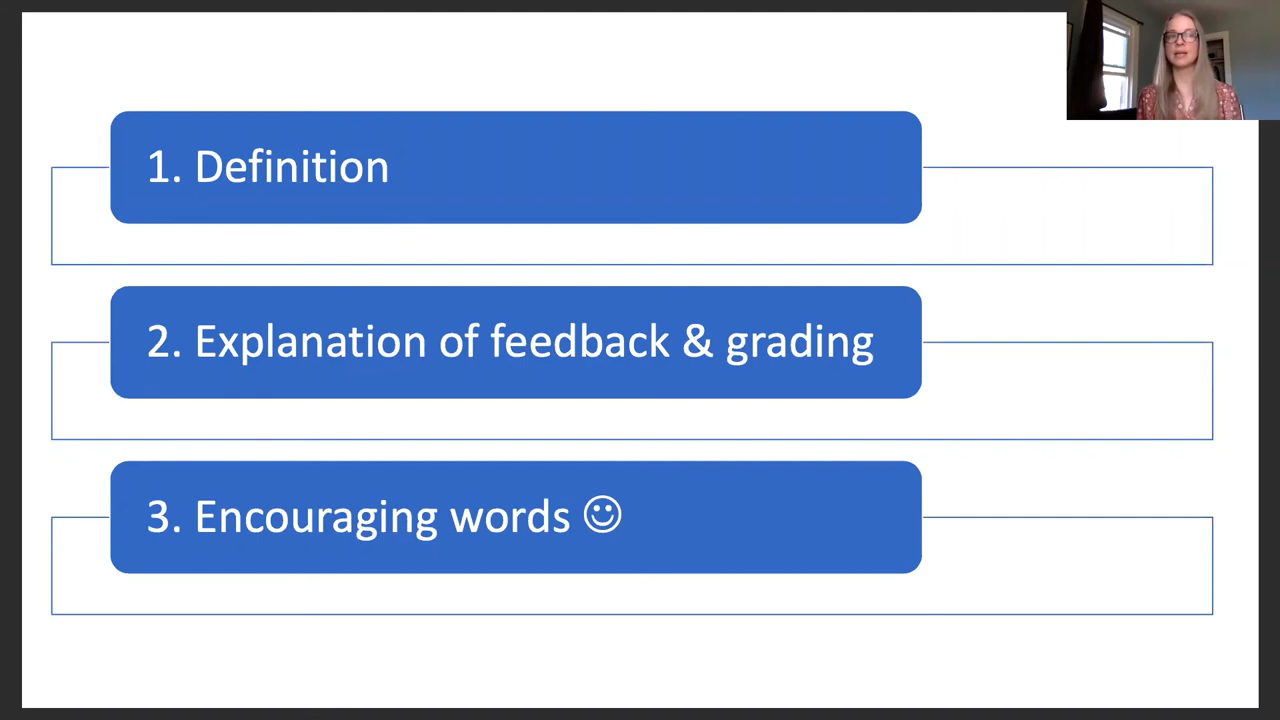 1. Definition
2. Explanation of feedback & grading
3. Encouraging words ☺